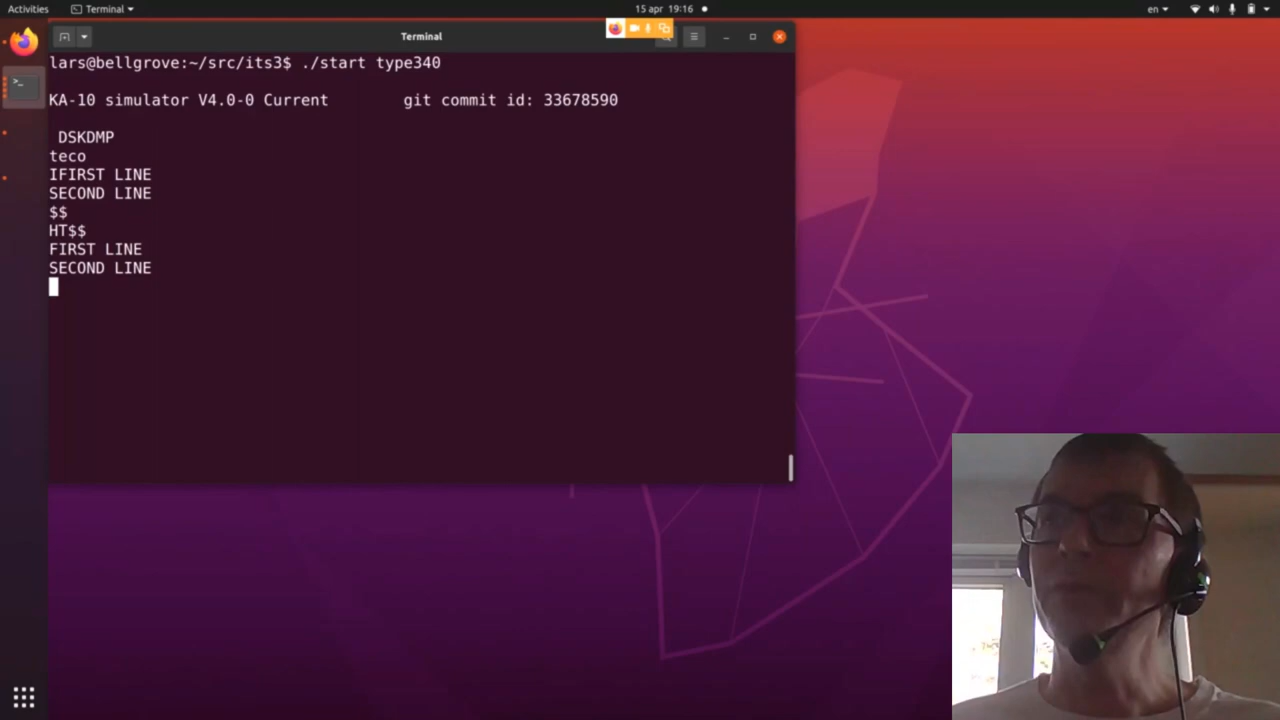 Activities
Terminal
15 apr 19:16
en
Terminal
lars@bellgrove:~/src/its3$ ./start type340
KA-10 simulator V4.0-0 Current git commit id: 33678590
DSKDMP
teco
IFIRST LINE
SECOND LINE
$$
HT$$
FIRST LINE
SECOND LINE